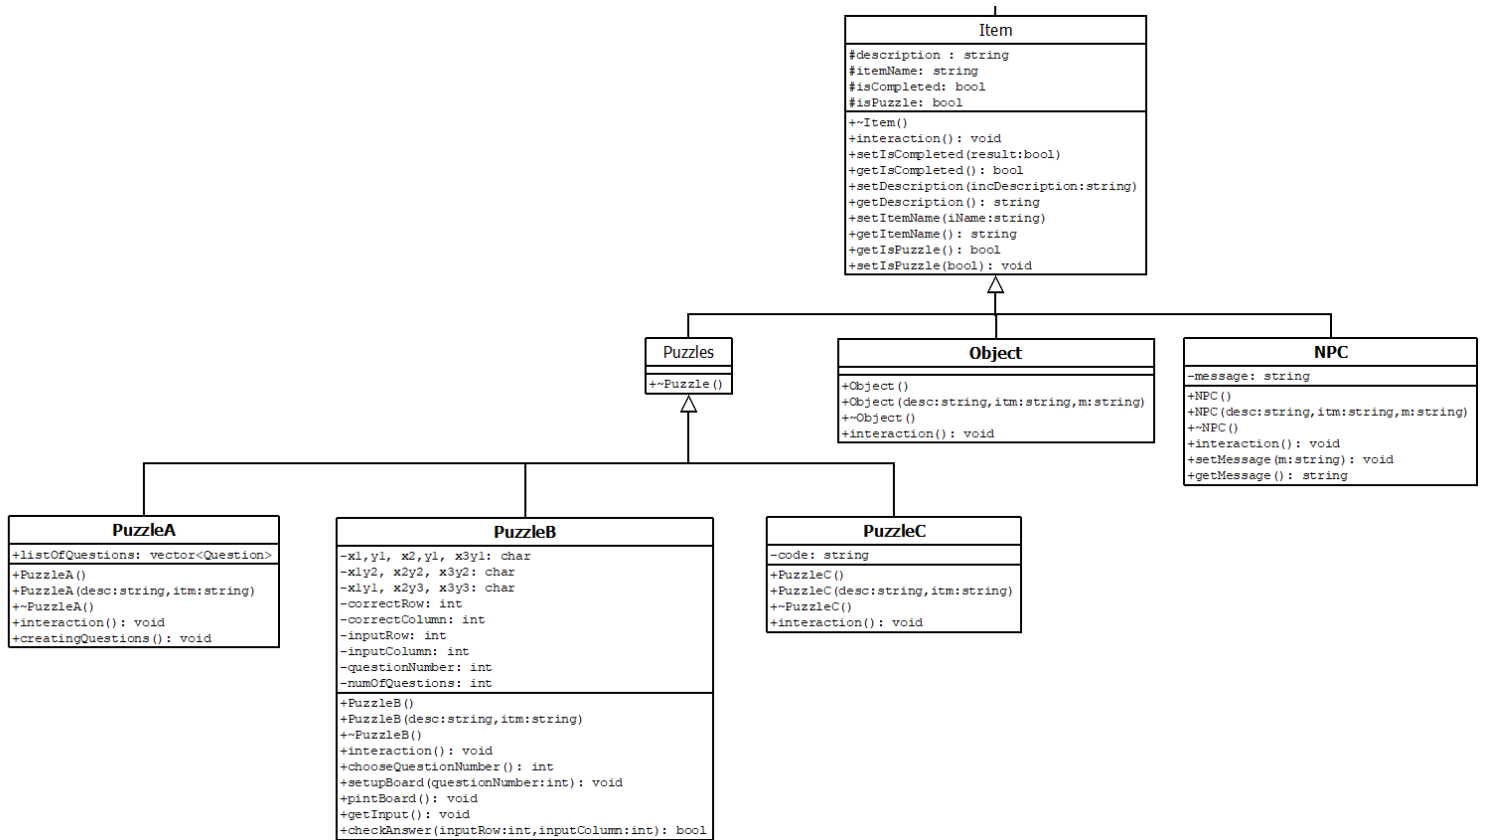 Item
#description : string
#itemName: string
#isCompleted: bool
#isPuzzle: bool
+~Item()
+interaction(): void
+setIsCompleted(result:bool)
+getIsCompleted(): bool
+setDescription(incDescription:string)
+getDescription(): string
+setItemName(iName:string)
+getItemName(): string
+getIsPuzzle(): bool
+setIsPuzzle(bool): void
Puzzles
+~Puzzle()
Object
+Object()
+Object(desc:string,itm:string,m:string)
+~Object()
+interaction(): void
NPC
-message: string
+NPC()
+NPC(desc:string,itm:string,m:string)
+~NPC()
+interaction(): void
+setMessage(m:string): void
+getMessage(): string
PuzzleA
+listOfQuestions: vector<Question>
+PuzzleA()
+PuzzleA(desc:string,itm:string)
+~PuzzleA()
+interaction(): void
+creatingQuestions(): void
PuzzleB
-x1,y1, x2,y1, x3y1: char
-x1y2, x2y2, x3y2: char
-x1y1, x2y3, x3y3: char
-correctRow: int
-correctColumn: int
-inputRow: int
-inputColumn: int
-questionNumber: int
-numOfQuestions: int
+PuzzleB()
+PuzzleB(desc:string,itm:string)
+~PuzzleB()
+interaction(): void
+chooseQuestionNumber(): int
+setupBoard(questionNumber:int): void
+pintBoard(): void
+getInput(): void
+checkAnswer(inputRow:int,inputColumn:int): bool
PuzzleC
-code: string
+PuzzleC()
+PuzzleC(desc:string,itm:string)
+~PuzzleC()
+interaction(): void